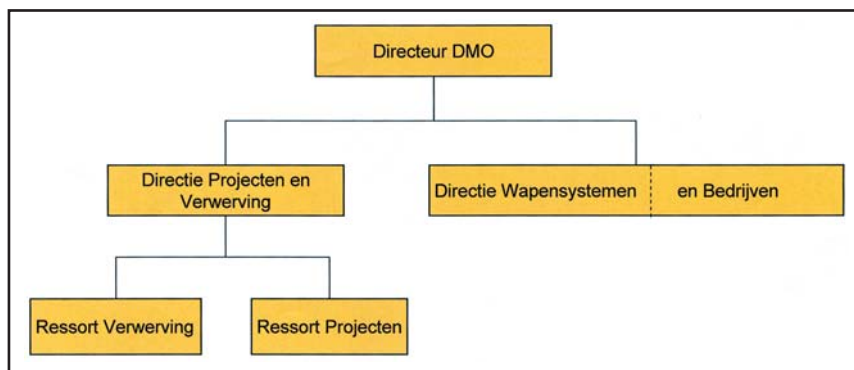 Directeur DMO
Directie Projecten en
Verwerving
Directie Wapensystemen en Bedrijven
Ressort Verwerving
Ressort Projecten